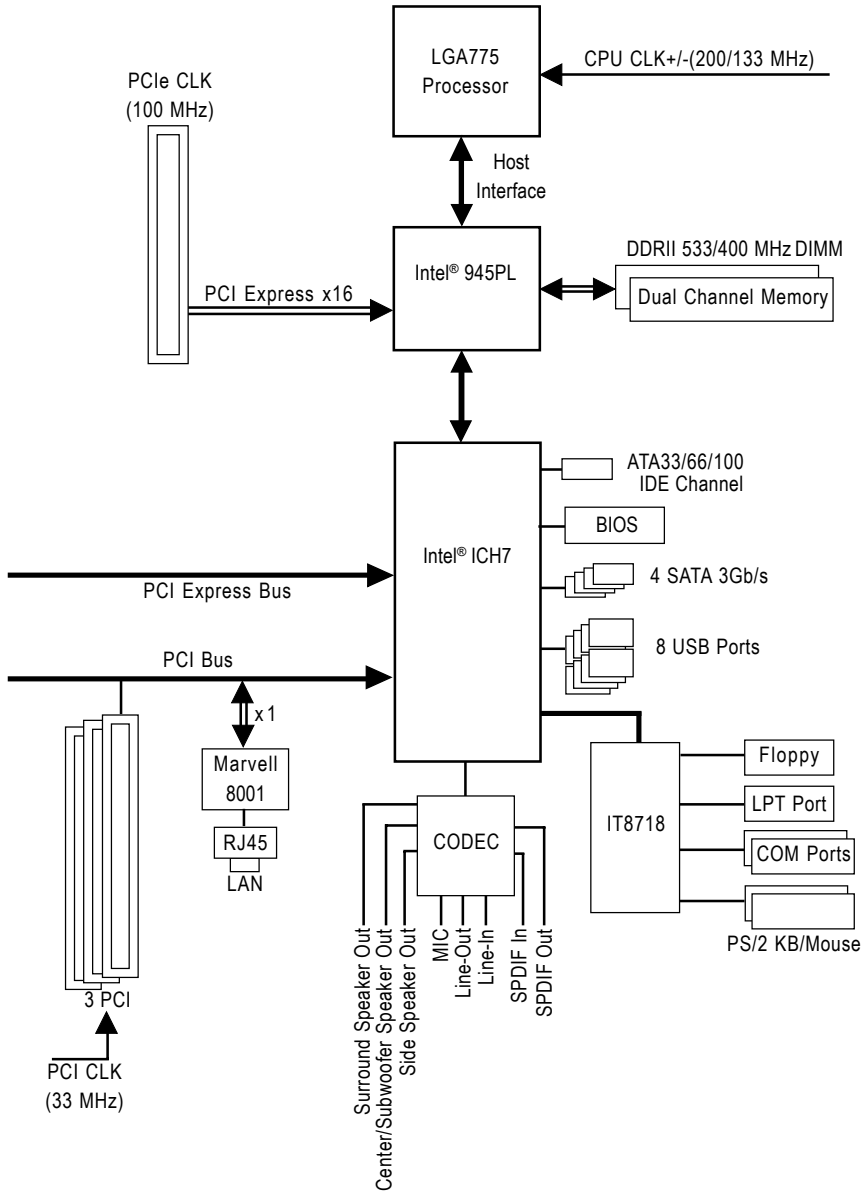 LGA775
Processor
CPU CLK+/-(200/133 MHz)
PCIe CLK
(100 MHz)
Host
Interface
Intel® 945PL
DDRII 533/400 MHz DIMM
Dual Channel Memory
PCI Express x16
ATA33/66/100
IDE Channel
BIOS
Intel® ICH7
4 SATA 3Gb/s
PCI Express Bus
8 USB Ports
PCI Bus
x1
Marvell
8001
RJ45
LAN
CODEC
IT8718
Floppy
LPT Port
COM Ports
PS/2 KB/Mouse
Surround Speaker Out
Center/Subwoofer Speaker Out
Side Speaker Out
MIC
Line-Out
Line-In
SPDIF In
SPDIF Out
3 PCI
PCI CLK
(33 MHz)